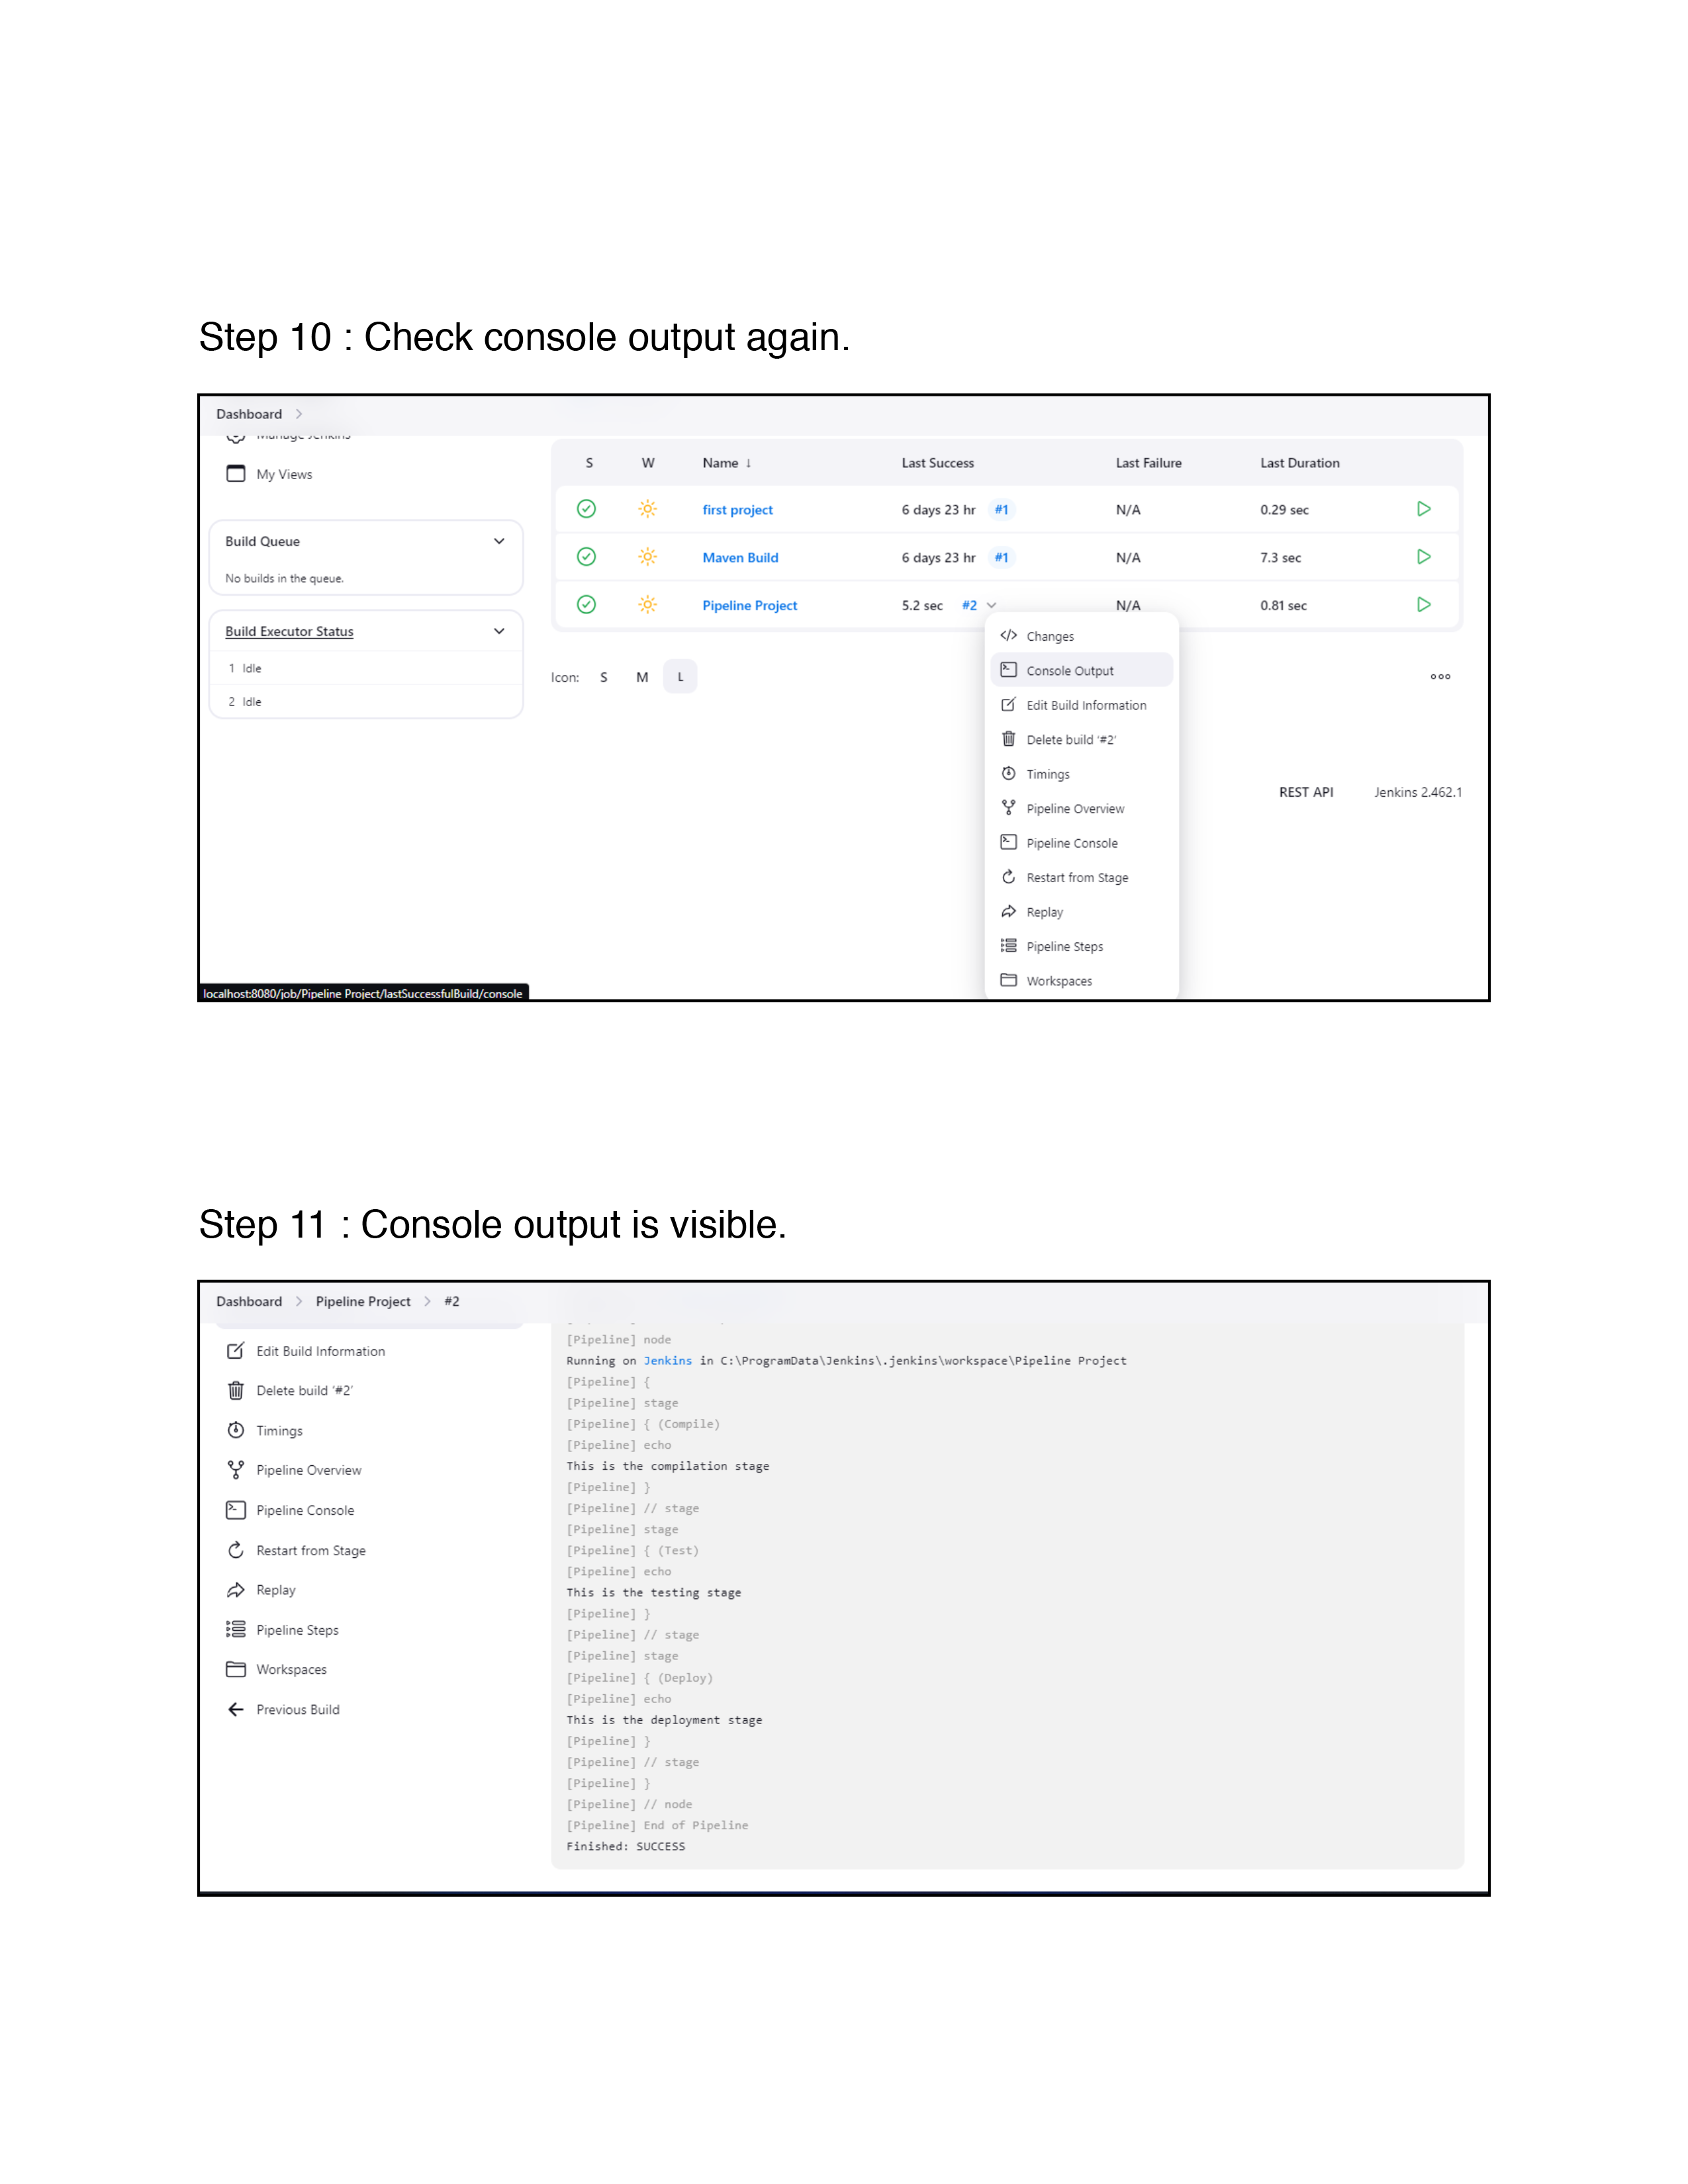 Step 10 : Check console output again.
Dashboard
Manage Jenkins
My Views
Build Queue
No builds in the queue.
Build Executor Status
1 Idle
2 Idle
S W Name ↓ Last Success Last Failure Last Duration
first project 6 days 23 hr #1 N/A 0.29 sec
Maven Build 6 days 23 hr #1 N/A 7.3 sec
Pipeline Project 5.2 sec #2 N/A 0.81 sec
Icon: S M L
Changes
Console Output
Edit Build Information
Delete build '#2'
Timings
Pipeline Overview
Pipeline Console
Restart from Stage
Replay
Pipeline Steps
Workspaces
REST API Jenkins 2.462.1
localhost:8080/job/Pipeline Project/lastSuccessfulBuild/console
Step 11 : Console output is visible.
Dashboard > Pipeline Project > #2
Edit Build Information
Delete build '#2'
Timings
Pipeline Overview
Pipeline Console
Restart from Stage
Replay
Pipeline Steps
Workspaces
Previous Build
[Pipeline] node
Running on Jenkins in C:\ProgramData\Jenkins\.jenkins\workspace\Pipeline Project
[Pipeline] {
[Pipeline] stage
[Pipeline] { (Compile)
[Pipeline] echo
This is the compilation stage
[Pipeline] }
[Pipeline] // stage
[Pipeline] stage
[Pipeline] { (Test)
[Pipeline] echo
This is the testing stage
[Pipeline] }
[Pipeline] // stage
[Pipeline] stage
[Pipeline] { (Deploy)
[Pipeline] echo
This is the deployment stage
[Pipeline] }
[Pipeline] // stage
[Pipeline] }
[Pipeline] // node
[Pipeline] End of Pipeline
Finished: SUCCESS